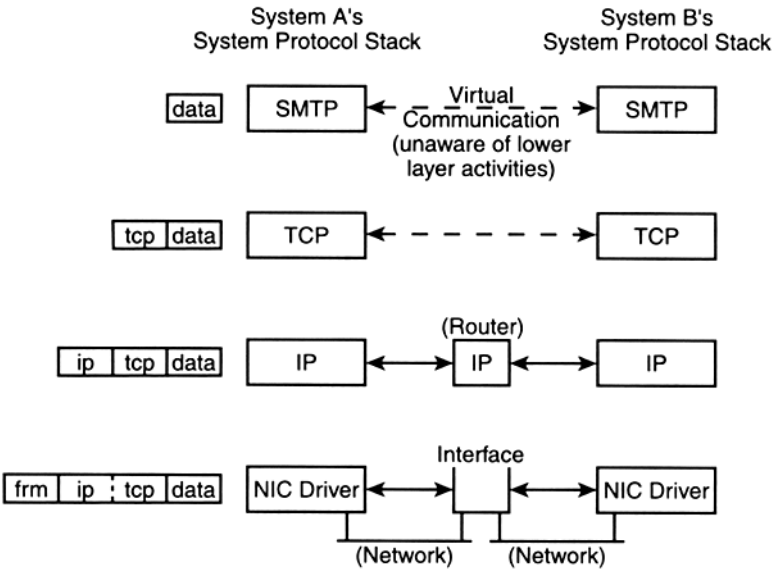 System A's
System Protocol Stack
System B's
System Protocol Stack
data
SMTP
Virtual
Communication
(unaware of lower
layer activities)
SMTP
tcp data
TCP
TCP
ip tcp data
IP
(Router)
IP
IP
frm ip tcp data
NIC Driver
Interface
NIC Driver
(Network)
(Network)